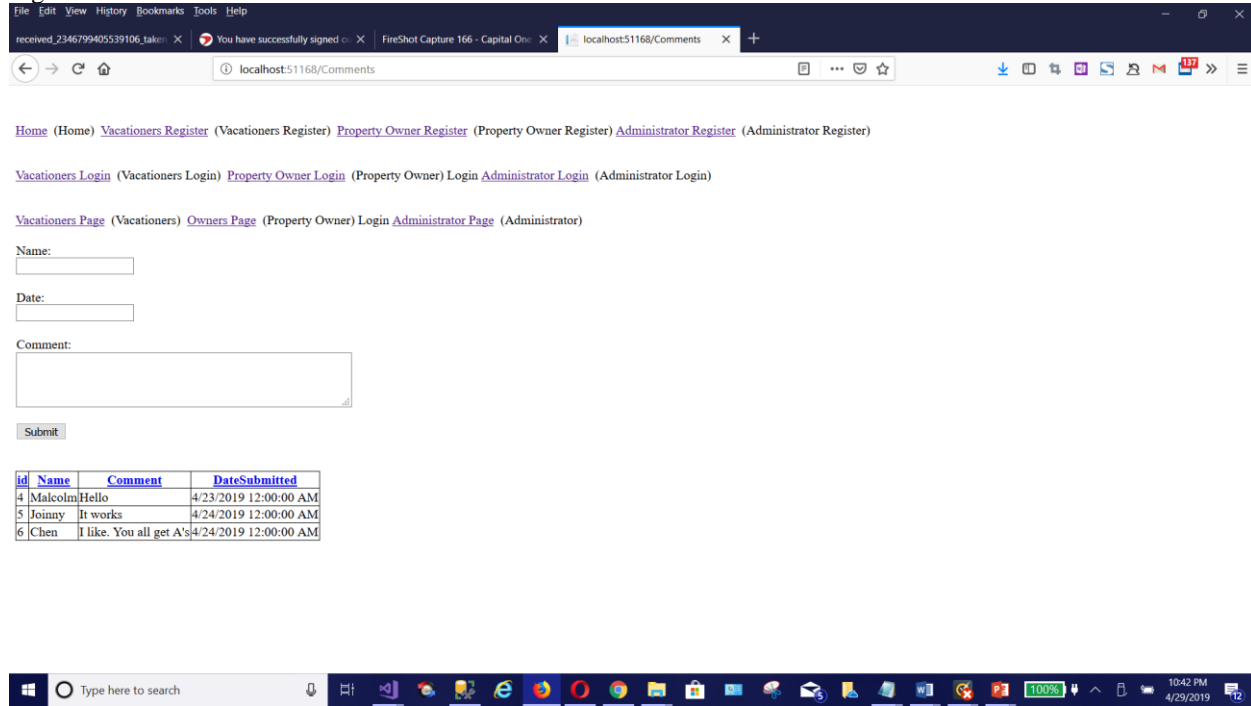 File Edit View History Bookmarks Tools Help
received_2346799405539106_taken You have successfully signed o FireShot Capture 166 - Capital One localhost:51168/Comments
localhost:51168/Comments 137
Home (Home) Vacationers Register (Vacationers Register) Property Owner Register (Property Owner Register) Administrator Register (Administrator Register)
Vacationers Login (Vacationers Login) Property Owner Login (Property Owner) Login Administrator Login (Administrator Login)
Vacationers Page (Vacationers) Owners Page (Property Owner) Login Administrator Page (Administrator)
Name:
Date:
Comment:
Submit
id Name Comment DateSubmitted
4 Malcolm Hello 4/23/2019 12:00:00 AM
5 Joinny It works 4/24/2019 12:00:00 AM
6 Chen I like. You all get A's 4/24/2019 12:00:00 AM
Type here to search 5 100% 10:42 PM
4/29/2019 12